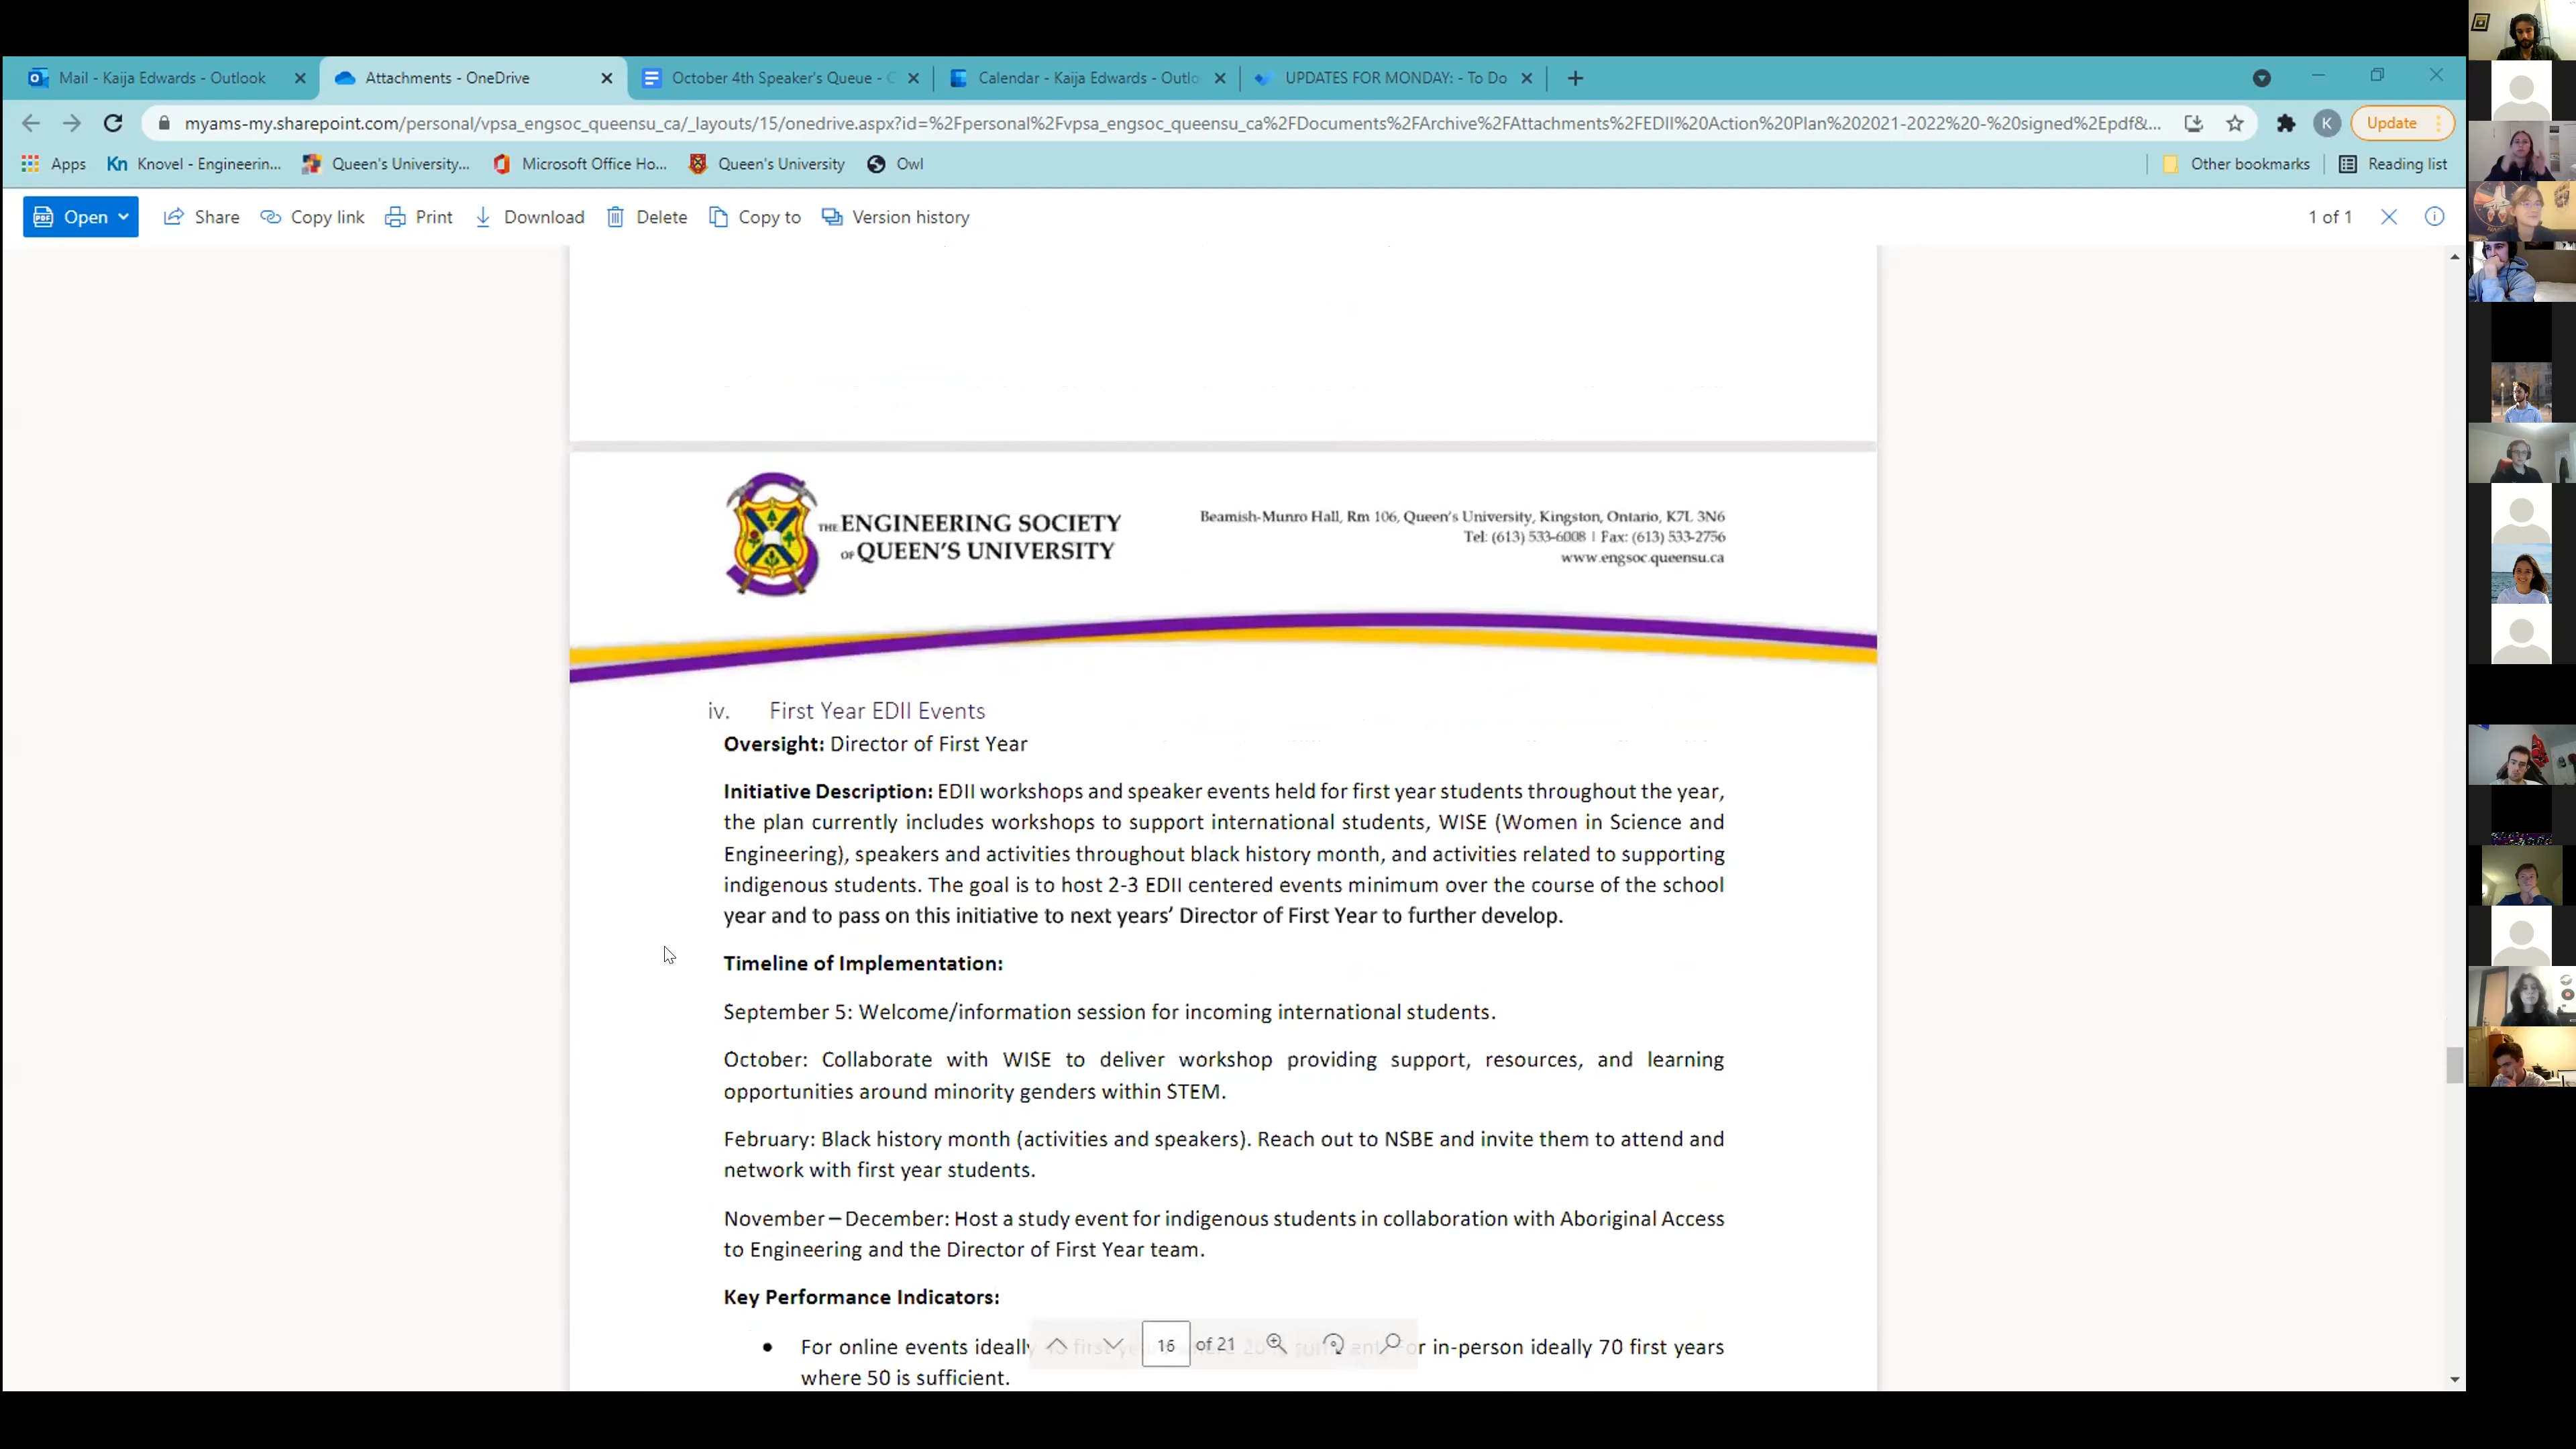 Mail - Kaija Edwards - Outlook
Attachments - OneDrive
October 4th Speaker's Queue - 
Calendar - Kaija Edwards - Outlo
UPDATES FOR MONDAY: - To Do
myams-my.sharepoint.com/personal/vpsa_engsoc_queensu_ca/_layouts/15/onedrive.aspx?id=%2Fpersonal%2Fvpsa_engsoc_queensu_ca%2FDocuments%2FArchive%2FAttachments%2FEDII%20Action%20Plan%202021-2022%20-%20signed%2Epdf&...
K
Update
Apps
Kn Knovel - Engineerin...
Queen's University...
Microsoft Office Ho...
Queen's University
Owl
Other bookmarks
Reading list
PDF Open
Share
Copy link
Print
Download
Delete
Copy to
Version history
1 of 1
THE ENGINEERING SOCIETY
OF QUEEN'S UNIVERSITY
Beamish-Munro Hall, Rm 106, Queen's University, Kingston, Ontario, K7L 3N6
Tel: (613) 533-6008 | Fax: (613) 533-2756
www.engsoc.queensu.ca
iv. First Year EDII Events
Oversight: Director of First Year
Initiative Description: EDII workshops and speaker events held for first year students throughout the year,
the plan currently includes workshops to support international students, WISE (Women in Science and
Engineering), speakers and activities throughout black history month, and activities related to supporting
indigenous students. The goal is to host 2-3 EDII centered events minimum over the course of the school
year and to pass on this initiative to next years' Director of First Year to further develop.
Timeline of Implementation:
September 5: Welcome/information session for incoming international students.
October: Collaborate with WISE to deliver workshop providing support, resources, and learning
opportunities around minority genders within STEM.
February: Black history month (activities and speakers). Reach out to NSBE and invite them to attend and
network with first year students.
November – December: Host a study event for indigenous students in collaboration with Aboriginal Access
to Engineering and the Director of First Year team.
Key Performance Indicators:
• For online events ideally or in-person ideally 70 first years
where 50 is sufficient.
16 of 21